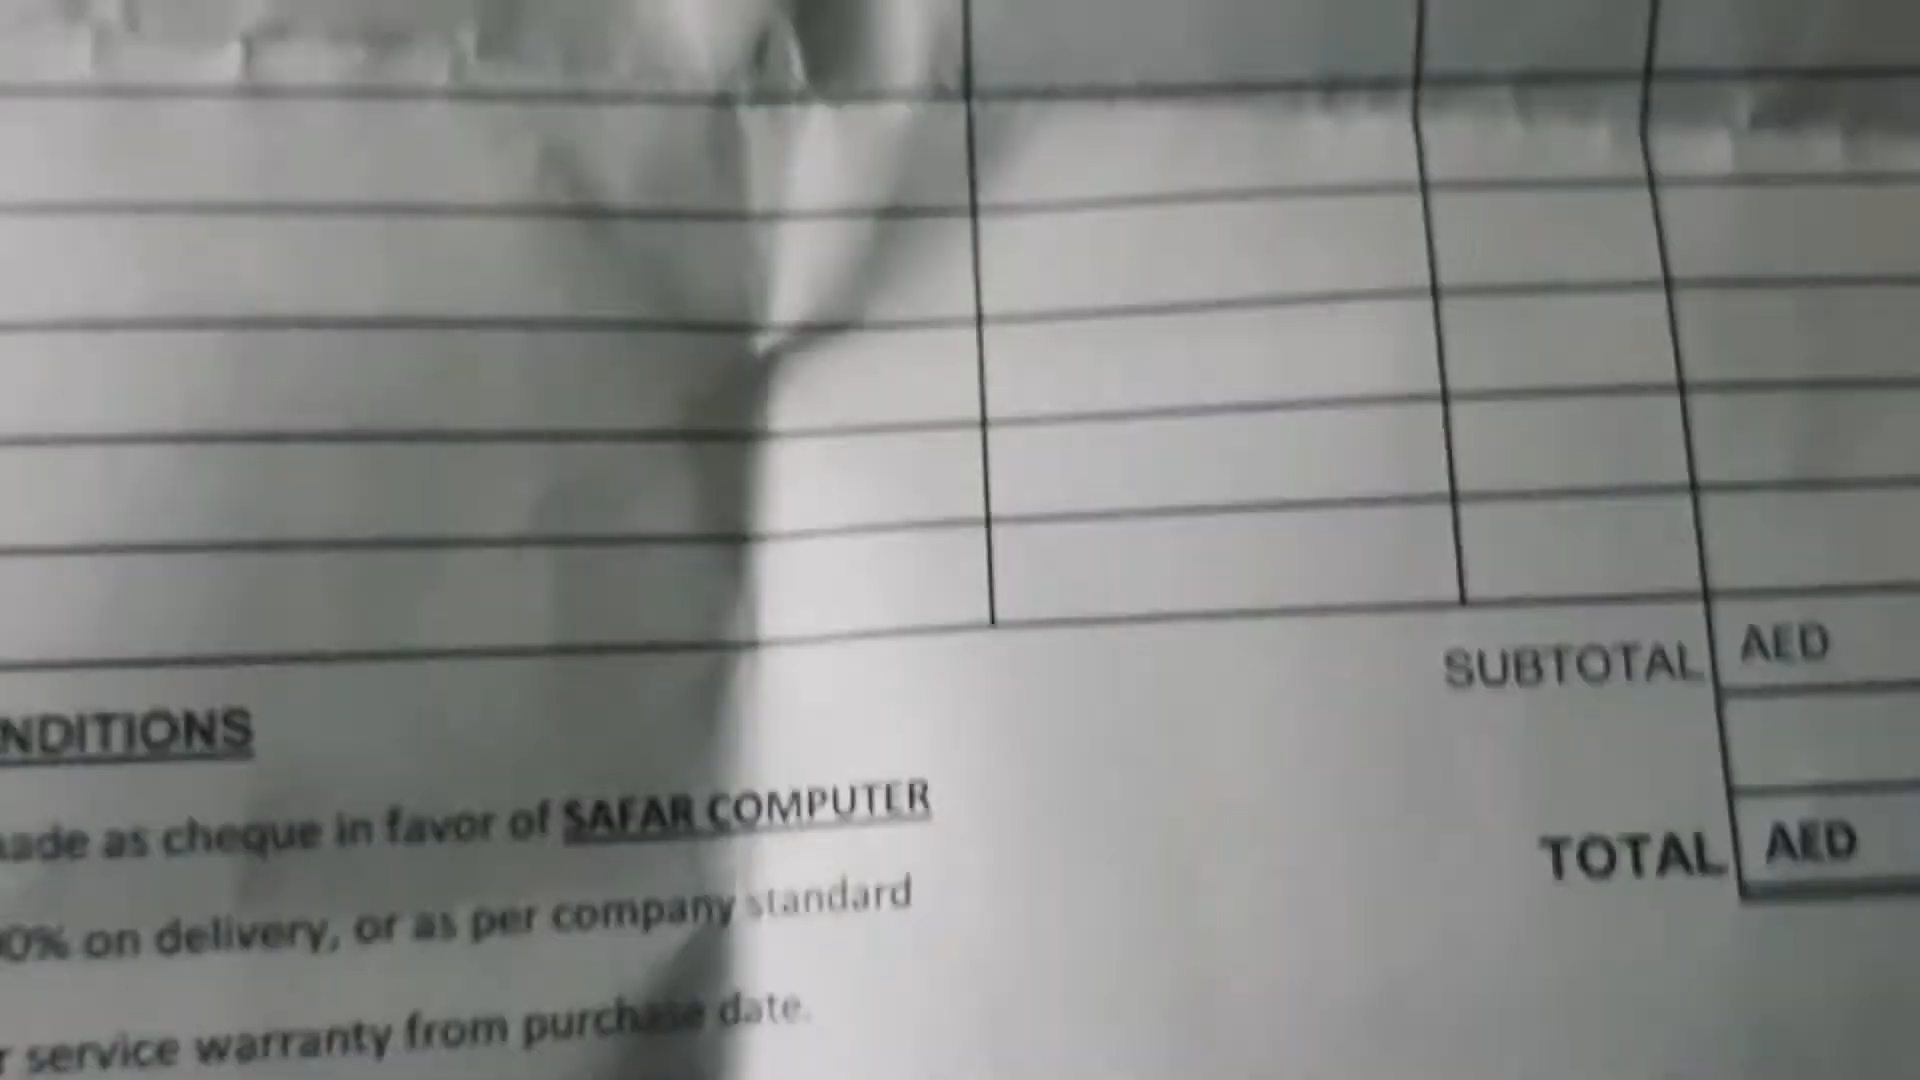 SUBTOTAL AED
NDITIONS
ade as cheque in favor of SAFAR COMPUTER
TOTAL AED
0% on delivery, or as per company standard
r service warranty from purchase date.